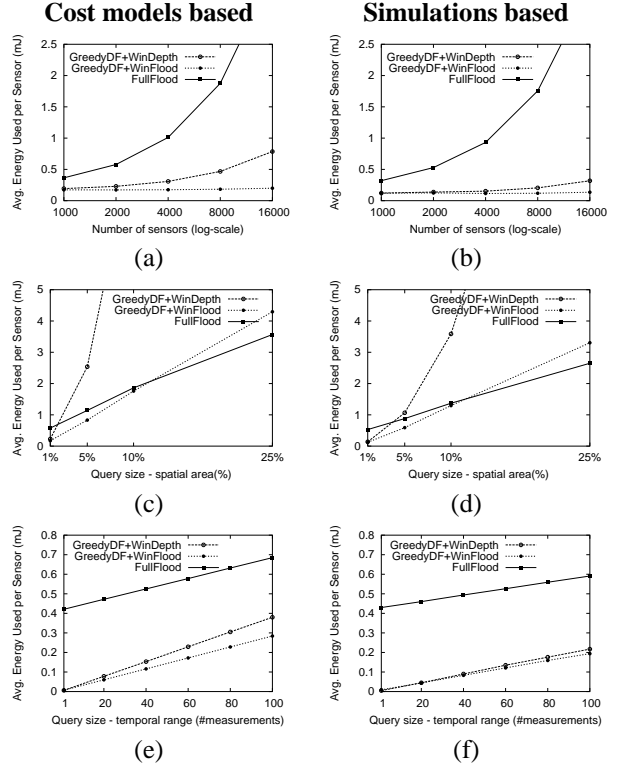 Cost models based
Simulations based
Avg. Energy Used per Sensor (mJ)
2.5
2
1.5
1
0.5
0
GreedyDF+WinDepth
GreedyDF+WinFlood
FullFlood
1000 2000 4000 8000 16000
Number of sensors (log-scale)
(a)
Avg. Energy Used per Sensor (mJ)
2.5
2
1.5
1
0.5
0
GreedyDF+WinDepth
GreedyDF+WinFlood
FullFlood
1000 2000 4000 8000 16000
Number of sensors (log-scale)
(b)
Avg. Energy Used per Sensor (mJ)
5
4
3
2
1
0
GreedyDF+WinDepth
GreedyDF+WinFlood
FullFlood
1% 5% 10% 25%
Query size - spatial area(%)
(c)
Avg. Energy Used per Sensor (mJ)
5
4
3
2
1
0
GreedyDF+WinDepth
GreedyDF+WinFlood
FullFlood
1% 5% 10% 25%
Query size - spatial area(%)
(d)
Avg. Energy Used per Sensor (mJ)
0.8
0.7
0.6
0.5
0.4
0.3
0.2
0.1
0
GreedyDF+WinDepth
GreedyDF+WinFlood
FullFlood
1 20 40 60 80 100
Query size - temporal range (#measurements)
(e)
Avg. Energy Used per Sensor (mJ)
0.8
0.7
0.6
0.5
0.4
0.3
0.2
0.1
0
GreedyDF+WinDepth
GreedyDF+WinFlood
FullFlood
1 20 40 60 80 100
Query size - temporal range (#measurements)
(f)